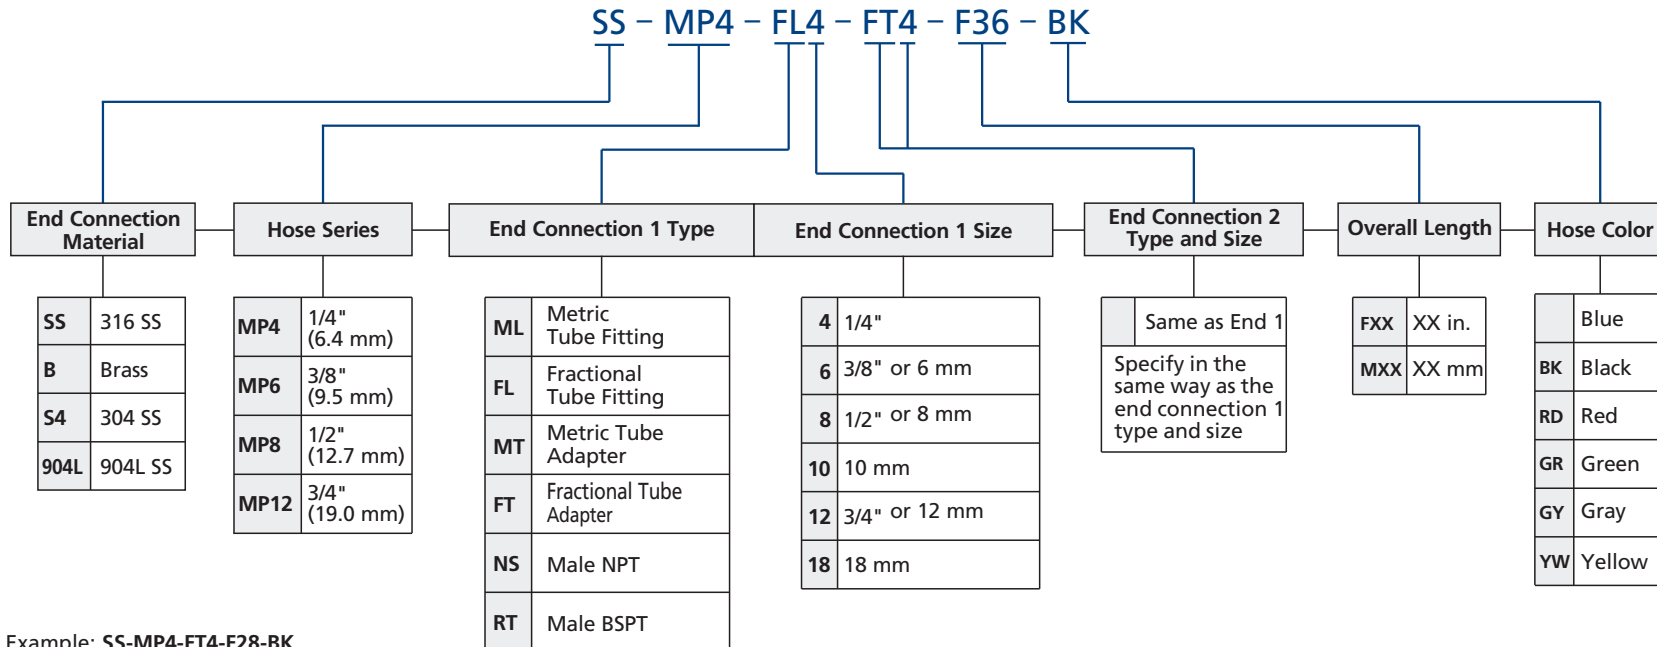 SS – MP4 – FL4 – FT4 – F36 – BK
End Connection
Material
Hose Series
End Connection 1 Type
End Connection 1 Size
End Connection 2
Type and Size
Overall Length
Hose Color
SS 316 SS
B Brass
S4 304 SS
904L 904L SS
MP4 1/4"
(6.4 mm)
MP6 3/8"
(9.5 mm)
MP8 1/2"
(12.7 mm)
MP12 3/4"
(19.0 mm)
ML Metric
Tube Fitting
FL Fractional
Tube Fitting
MT Metric Tube
Adapter
FT Fractional Tube
Adapter
NS Male NPT
RT Male BSPT
4 1/4"
6 3/8" or 6 mm
8 1/2" or 8 mm
10 10 mm
12 3/4" or 12 mm
18 18 mm
Same as End 1
Specify in the
same way as the
end connection 1
type and size
FXX XX in.
MXX XX mm
Blue
BK Black
RD Red
GR Green
GY Gray
YW Yellow
Example: SS-MP4-FT4-F28-BK